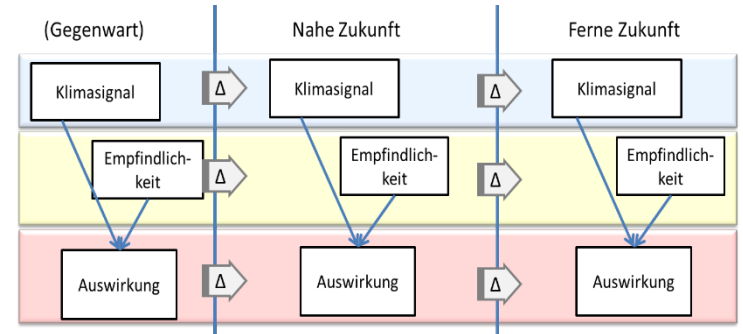 (Gegenwart) Nahe Zukunft Ferne Zukunft
Klimasignal Δ Klimasignal Δ Klimasignal
Empfindlich-
keit
Δ
Empfindlich-
keit
Δ
Empfindlich-
keit
Auswirkung Δ Auswirkung Δ Auswirkung